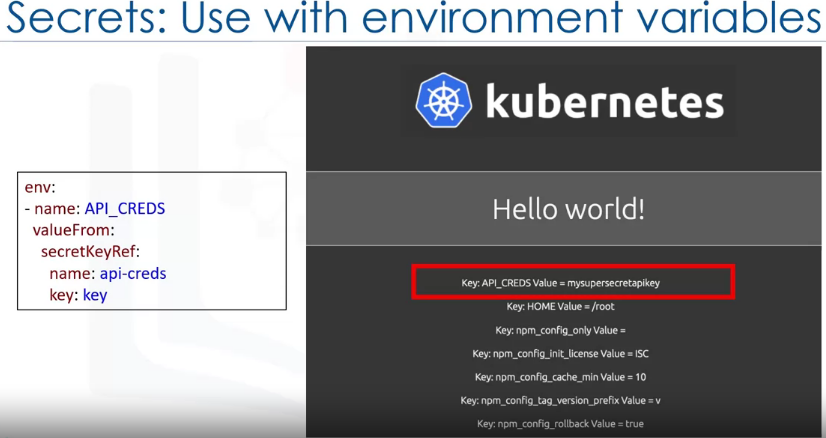 Secrets: Use with environment variables
env:
- name: API_CREDS
valueFrom:
secretKeyRef:
name: api-creds
key: key
kubernetes
Hello world!
Key: API_CREDS Value = mysupersecretapikey
Key: HOME Value = /root
Key: npm_config_only Value =
Key: npm_config_init_license Value = ISC
Key: npm_config_cache_min Value = 10
Key: npm_config_tag_version_prefix Value = v
Key: npm_config_rollback Value = true